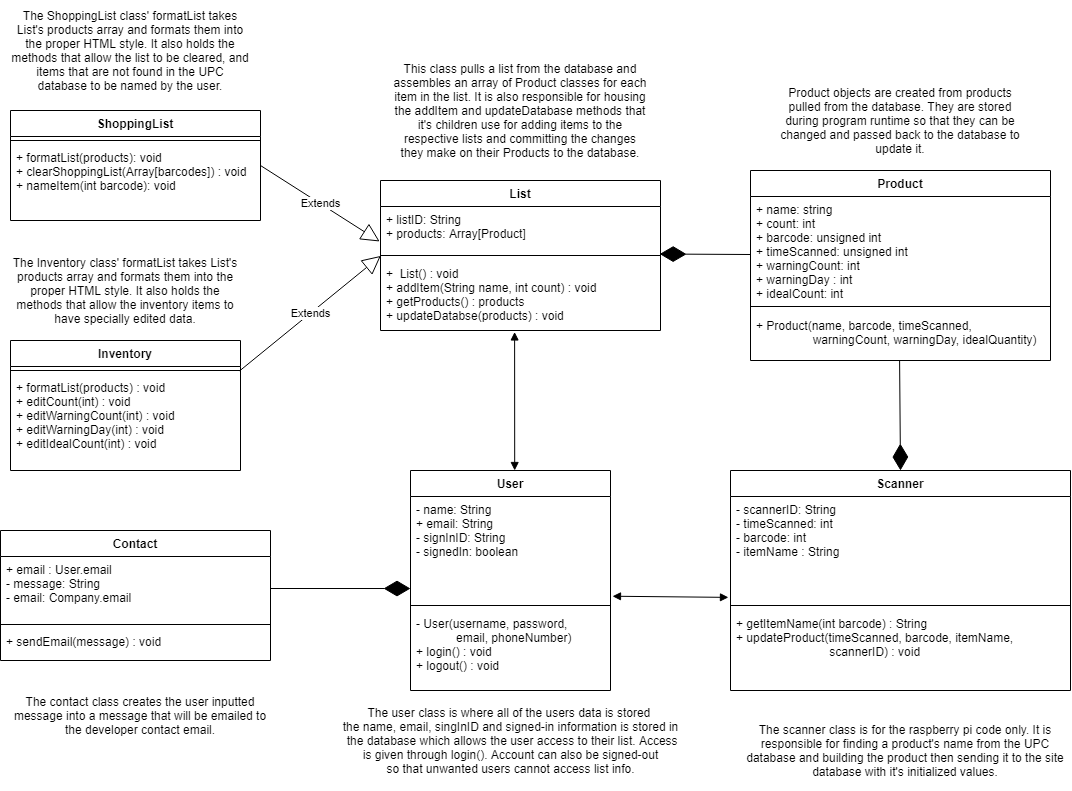 The ShoppingList class' formatList takes
List's products array and formats them into
the proper HTML style. It also holds the
methods that allow the list to be cleared, and
items that are not found in the UPC
database to be named by the user.
ShoppingList
+ formatList(products): void
+ clearShoppingList(Array[barcodes]) : void
+ nameItem(int barcode): void
Extends
The Inventory class' formatList takes List's
products array and formats them into the
proper HTML style. It also holds the
methods that allow the inventory items to
have specially edited data.
Inventory
+ formatList(products) : void
+ editCount(int) : void
+ editWarningCount(int) : void
+ editWarningDay(int) : void
+ editIdealCount(int) : void
Extends
This class pulls a list from the database and
assembles an array of Product classes for each
item in the list. It is also responsible for housing
the addItem and updateDatabase methods that
it's children use for adding items to the
respective lists and committing the changes
they make on their Products to the database.
List
+ listID: String
+ products: Array[Product]
+  List() : void
+ addItem(String name, int count) : void
+ getProducts() : products
+ updateDatabse(products) : void
Product objects are created from products
pulled from the database. They are stored
during program runtime so that they can be
changed and passed back to the database to
update it.
Product
+ name: string
+ count: int
+ barcode: unsigned int
+ timeScanned: unsigned int
+ warningCount: int
+ warningDay : int
+ idealCount: int
+ Product(name, barcode, timeScanned,
warningCount, warningDay, idealQuantity)
Contact
+ email : User.email
- message: String
- email: Company.email
+ sendEmail(message) : void
The contact class creates the user inputted
message into a message that will be emailed to
the developer contact email.
User
- name: String
+ email: String
- signInID: String
- signedIn: boolean
- User(username, password,
email, phoneNumber)
+ login() : void
+ logout() : void
The user class is where all of the users data is stored
the name, email, singInID and signed-in information is stored in
the database which allows the user access to their list. Access
is given through login(). Account can also be signed-out
so that unwanted users cannot access list info.
Scanner
- scannerID: String
- timeScanned: int
- barcode: int
- itemName : String
+ getItemName(int barcode) : String
+ updateProduct(timeScanned, barcode, itemName,
scannerID) : void
The scanner class is for the raspberry pi code only. It is
responsible for finding a product's name from the UPC
database and building the product then sending it to the site
database with it's initialized values.